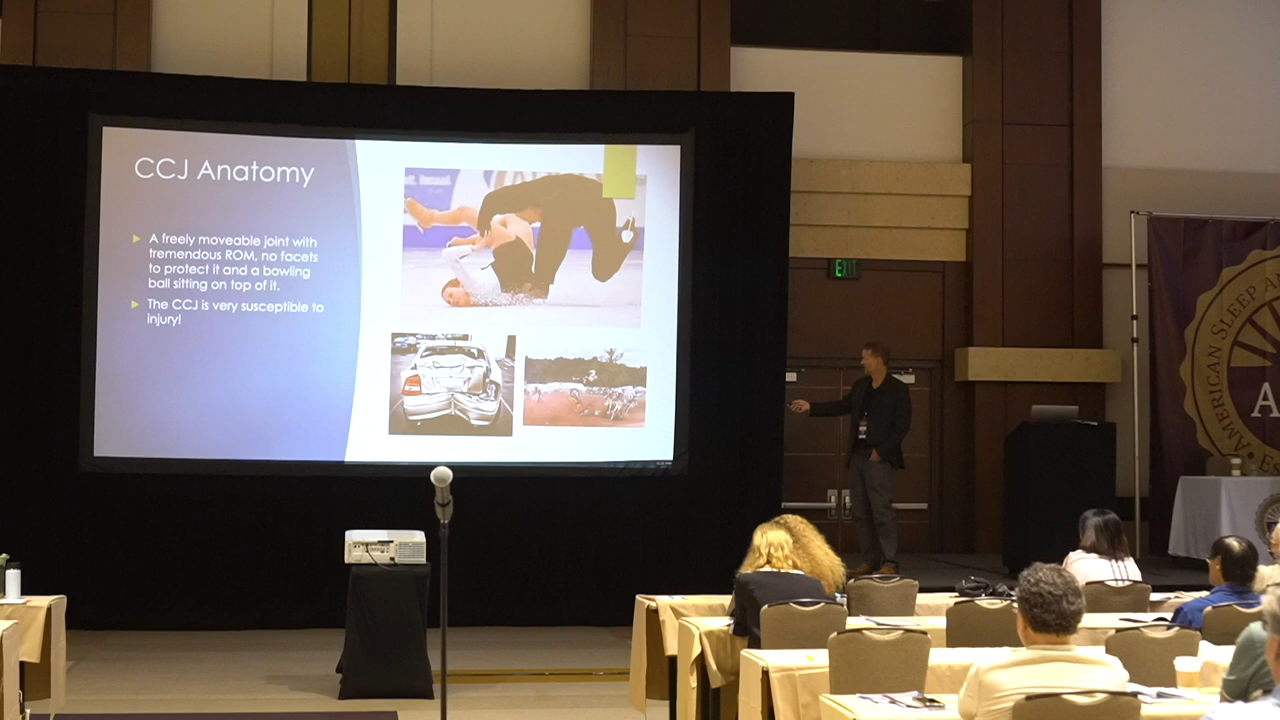 CCJ Anatomy
A freely moveable joint with
tremendous ROM, no facets
to protect it and a bowling
ball sitting on top of it.
The CCJ is very susceptible to
injury!
EXIT
AMERICAN SLEEP A
A